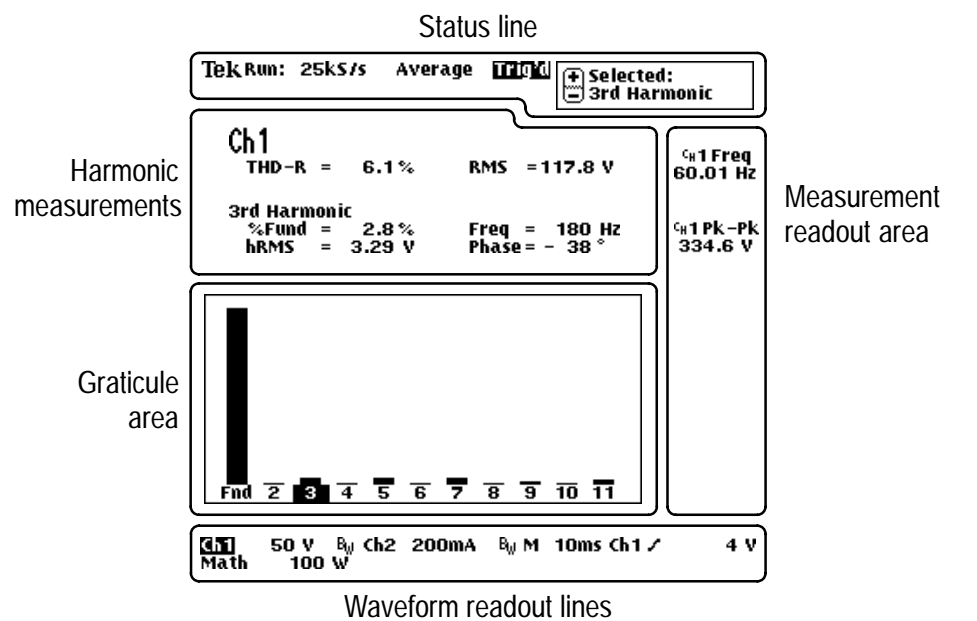 Status line
Tek Run: 25kS/s Average Trig'd
Selected:
3rd Harmonic
Harmonic
measurements
Ch1
THD-R = 6.1% RMS =117.8 V
3rd Harmonic
%Fund = 2.8% Freq = 180 Hz
hRMS = 3.29 V Phase=- 38°
CH1 Freq
60.01 Hz
CH1 Pk-Pk
334.6 V
Measurement
readout area
Graticule
area
Fnd 2 3 4 5 6 7 8 9 10 11
Ch1 50 V BW Ch2 200mA BW M 10ms Ch1 4 V
Math 100 W
Waveform readout lines